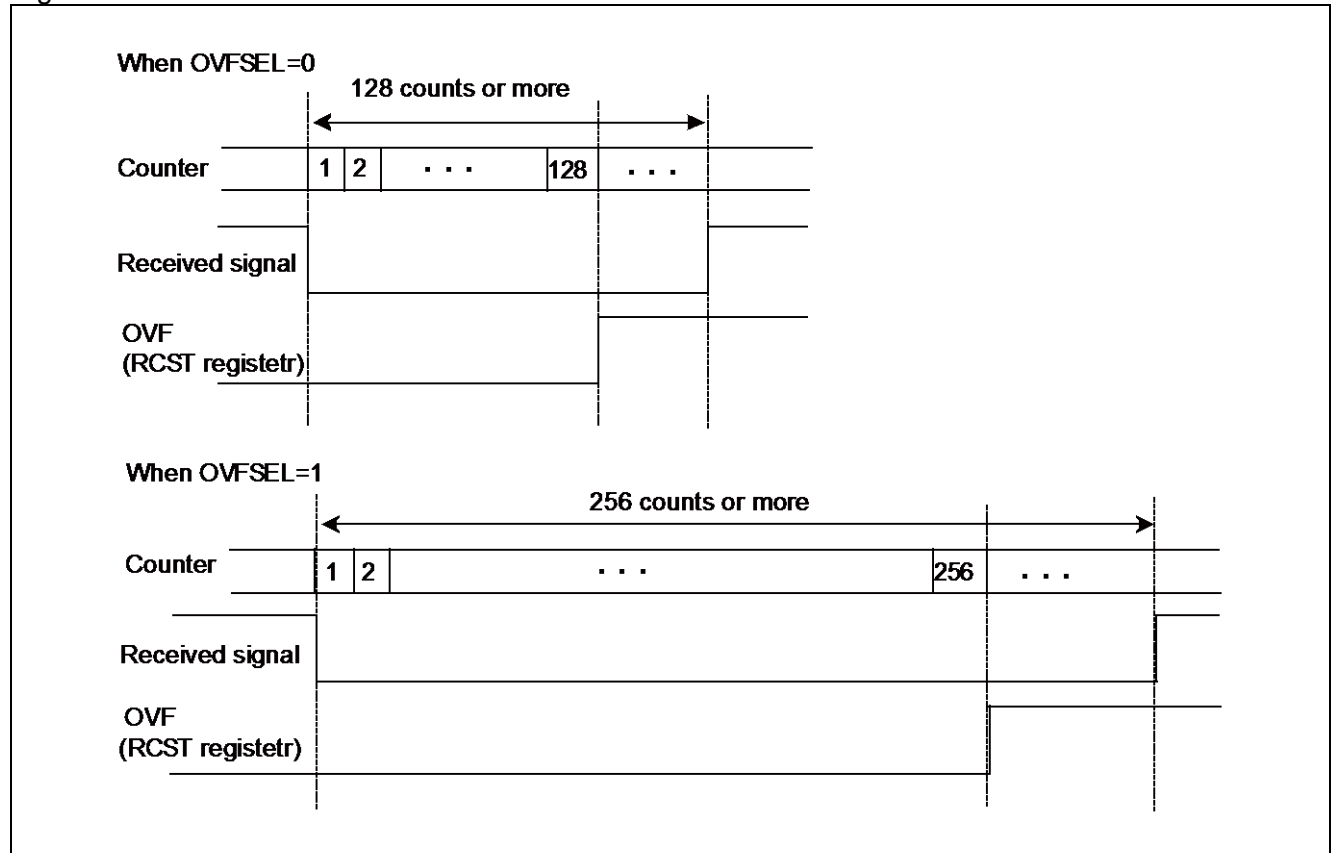 When OVFSEL=0
128 counts or more
Counter 1 2 · · · 128 · · ·
Received signal
OVF
(RCST registetr)
When OVFSEL=1
256 counts or more
Counter 1 2 · · · 256 · · ·
Received signal
OVF
(RCST registetr)